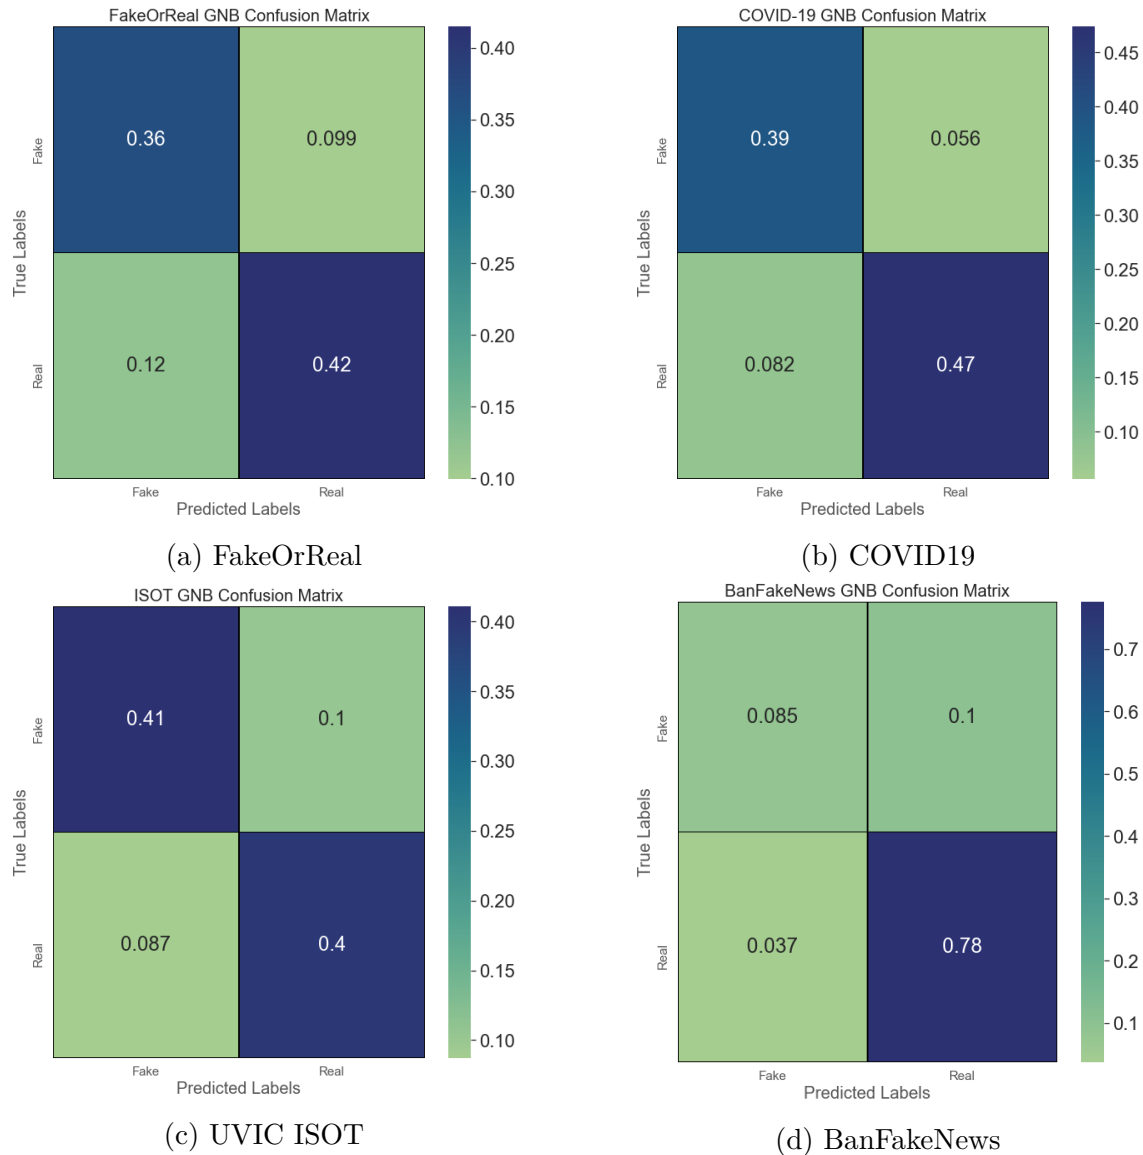 FakeOrReal GNB Confusion Matrix
True Labels
Fake
Real
0.36
0.099
0.12
0.42
Fake
Real
Predicted Labels
0.40
0.35
0.30
0.25
0.20
0.15
0.10
(a) FakeOrReal
COVID-19 GNB Confusion Matrix
True Labels
Fake
Real
0.39
0.056
0.082
0.47
Fake
Real
Predicted Labels
0.45
0.40
0.35
0.30
0.25
0.20
0.15
0.10
(b) COVID19
ISOT GNB Confusion Matrix
True Labels
Fake
Real
0.41
0.1
0.087
0.4
Fake
Real
Predicted Labels
0.40
0.35
0.30
0.25
0.20
0.15
0.10
(c) UVIC ISOT
BanFakeNews GNB Confusion Matrix
True Labels
Fake
Real
0.085
0.1
0.037
0.78
Fake
Real
Predicted Labels
0.7
0.6
0.5
0.4
0.3
0.2
0.1
(d) BanFakeNews